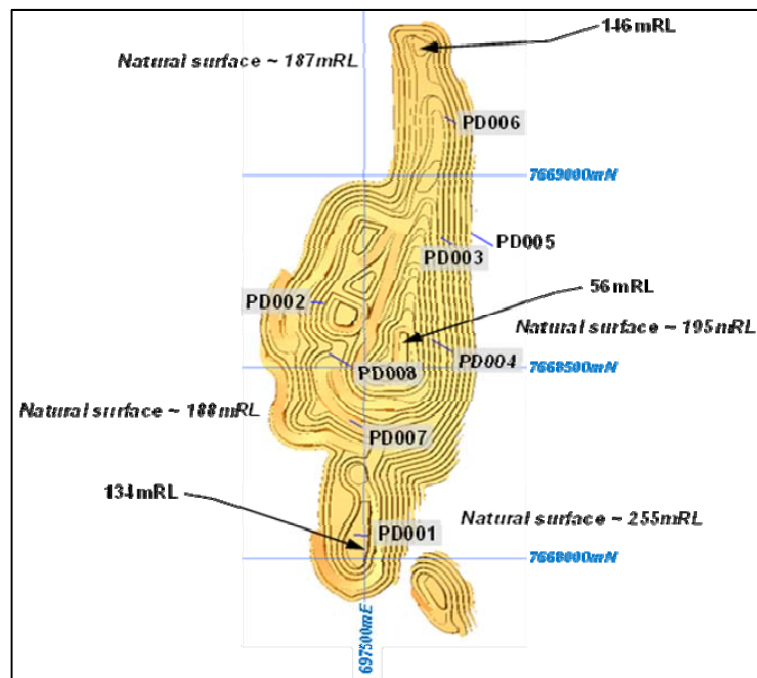 146mRL
Natural surface ~ 187mRL
PD006
7669000mN
PD005
PD003
56mRL
PD002
Natural surface ~ 195mRL
PD004
PD008
7668500mN
Natural surface ~ 188mRL
PD007
134mRL
Natural surface ~ 255mRL
PD001
7668000mN
697500mE